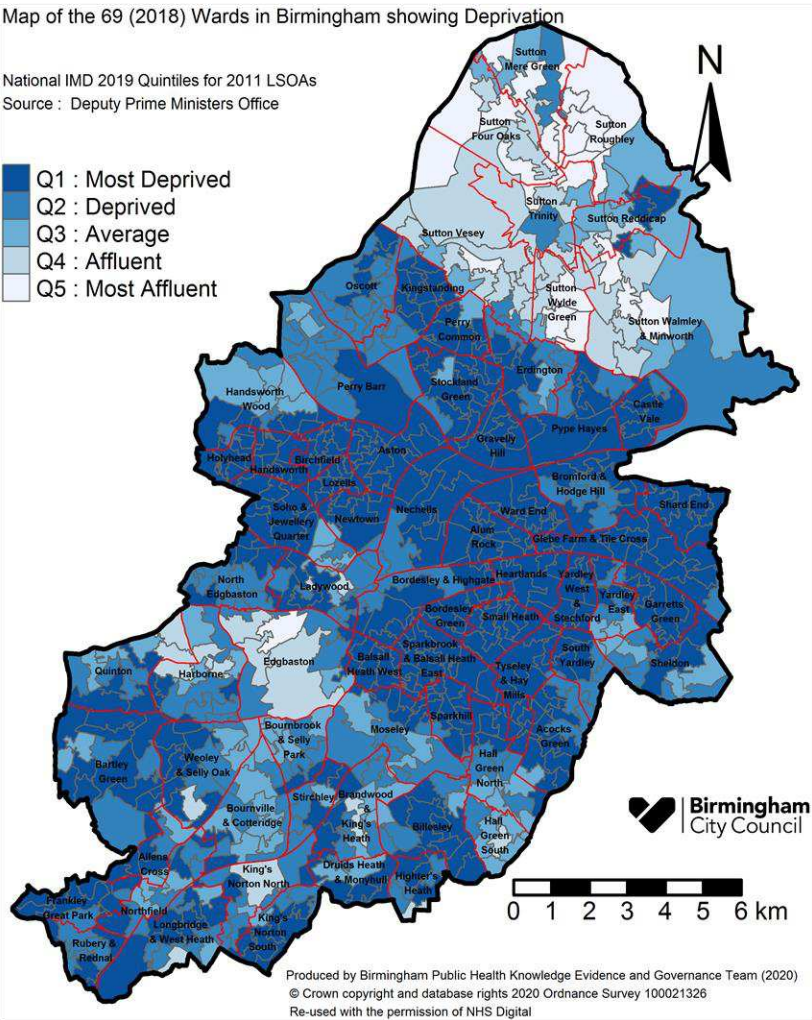 Map of the 69 (2018) Wards in Birmingham showing Deprivation
National IMD 2019 Quintiles for 2011 LSOAs
Source : Deputy Prime Ministers Office
Q1 : Most Deprived
Q2 : Deprived
Q3 : Average
Q4 : Affluent
Q5 : Most Affluent
N
Sutton
Mere Green
Sutton
Four Oaks
Sutton
Roughley
Sutton
Trinity
Sutton Reddicap
Sutton Vesey
Sutton
Wylde
Green
Sutton Walmley
& Minworth
Oscott
Kingstanding
Perry
Common
Erdington
Perry Barr
Stockland
Green
Handsworth
Wood
Castle
Vale
Pype Hayes
Gravelly
Hill
Aston
Holyhead
Handsworth
Birchfield
Lozells
Bromford &
Hodge Hill
Soho &
Jewellery
Quarter
Newtown
Nechells
Ward End
Shard End
Alum
Rock
Glebe Farm & Tile Cross
North
Edgbaston
Ladywood
Bordesley & Highgate
Heartlands
Yardley
West
&
Stechford
Yardley
East
Garretts
Green
Bordesley
Green
Small Heath
Quinton
Harborne
Edgbaston
Balsall
Heath West
Sparkbrook
& Balsall Heath
East
Tyseley
& Hay
Mills
South
Yardley
Sheldon
Sparkhill
Acocks
Green
Bournbrook
& Selly
Park
Moseley
Hall
Green
North
Bartley
Green
Weoley
& Selly Oak
Bournville
& Cotteridge
Stirchley
Brandwood
&
King's
Heath
Billesley
Hall
Green
South
Allens
Cross
King's
Norton North
Druids Heath
& Monyhull
Highter's
Heath
Frankley
Great Park
Northfield
Longbridge
& West Heath
King's
Norton
South
Rubery &
Rednal
Birmingham
City Council
0 1 2 3 4 5 6 km
Produced by Birmingham Public Health Knowledge Evidence and Governance Team (2020)
© Crown copyright and database rights 2020 Ordnance Survey 100021326
Re-used with the permission of NHS Digital